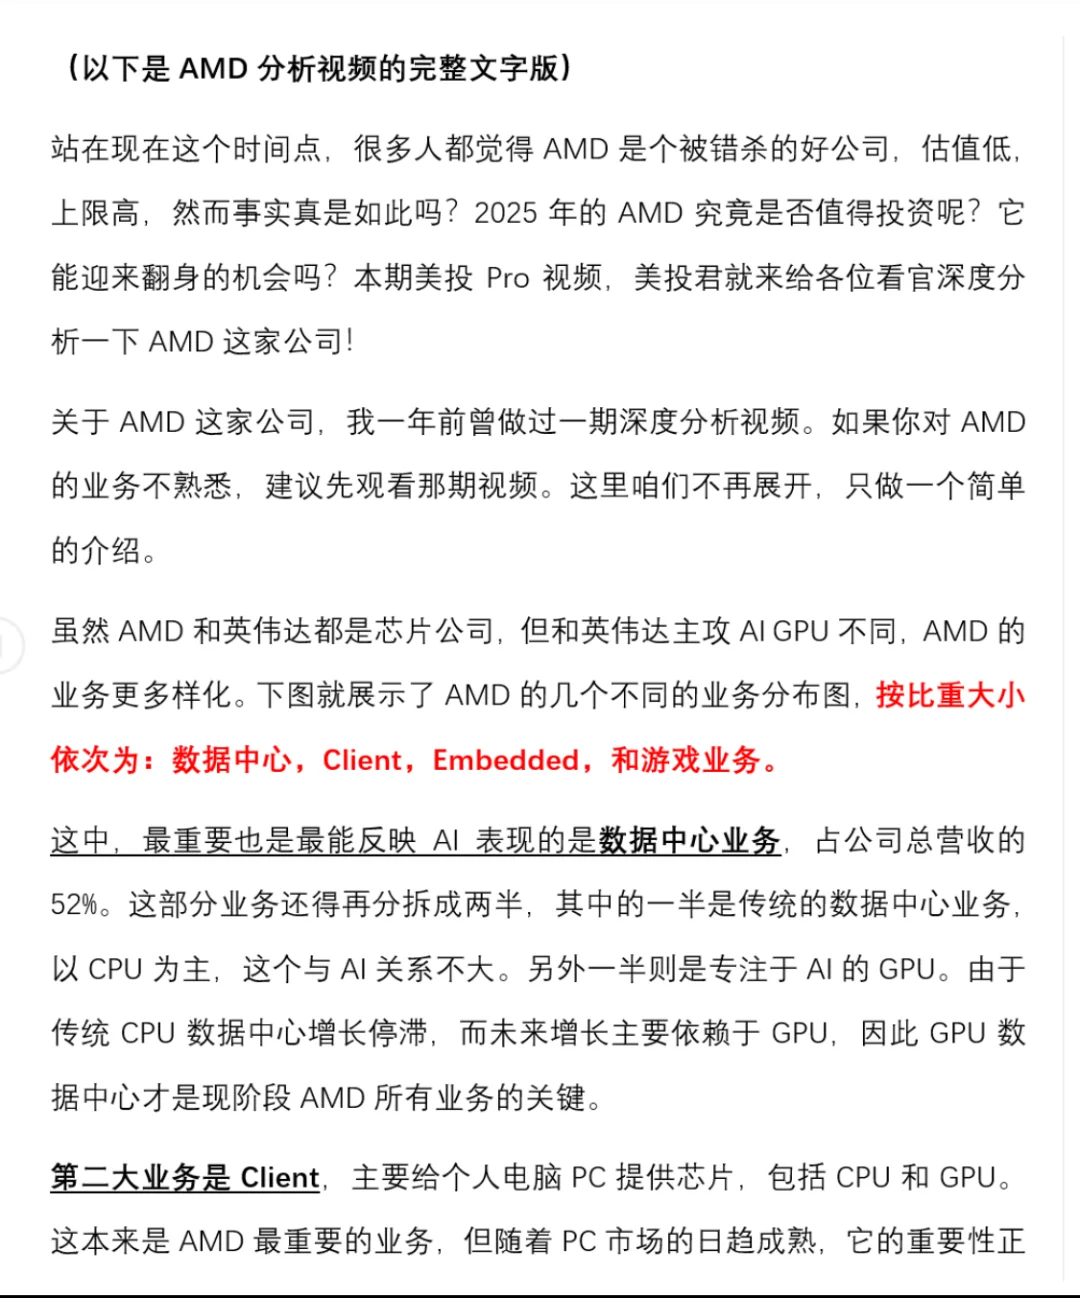 （以下是 AMD 分析视频的完整文字版）
站在现在这个时间点，很多人都觉得 AMD 是个被错杀的好公司，估值低，
上限高，然而事实真是如此吗？2025 年的 AMD 究竟是否值得投资呢？它
能迎来翻身的机会吗？本期美投 Pro 视频，美投君就来给各位看官深度分
析一下 AMD 这家公司！
关于 AMD 这家公司，我一年前曾做过一期深度分析视频。如果你对 AMD
的业务不熟悉，建议先观看那期视频。这里咱们不再展开，只做一个简单
的介绍。
虽然 AMD 和英伟达都是芯片公司，但和英伟达主攻 AI GPU 不同，AMD 的
业务更多样化。下图就展示了 AMD 的几个不同的业务分布图，按比重大小
依次为：数据中心，Client，Embedded，和游戏业务。
这中，最重要也是最能反映 AI 表现的是数据中心业务，占公司总营收的
52%。这部分业务还得再分拆成两半，其中的一半是传统的数据中心业务，
以 CPU 为主，这个与 AI 关系不大。另外一半则是专注于 AI 的 GPU。由于
传统 CPU 数据中心增长停滞，而未来增长主要依赖于 GPU，因此 GPU 数
据中心才是现阶段 AMD 所有业务的关键。
第二大业务是 Client，主要给个人电脑 PC 提供芯片，包括 CPU 和 GPU。
这本来是 AMD 最重要的业务，但随着 PC 市场的日趋成熟，它的重要性正